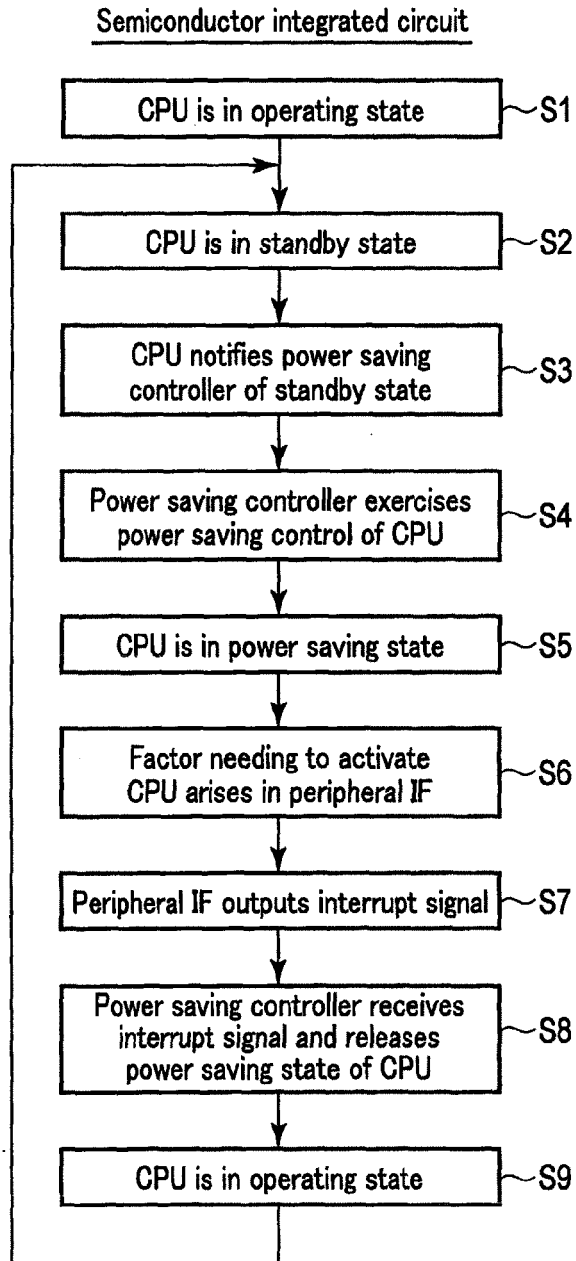 Semiconductor integrated circuit
CPU is in operating state
S1
CPU is in standby state
S2
CPU notifies power saving
controller of standby state
S3
Power saving controller exercises
power saving control of CPU
S4
CPU is in power saving state
S5
Factor needing to activate
CPU arises in peripheral IF
S6
Peripheral IF outputs interrupt signal
S7
Power saving controller receives
interrupt signal and releases
power saving state of CPU
S8
CPU is in operating state
S9